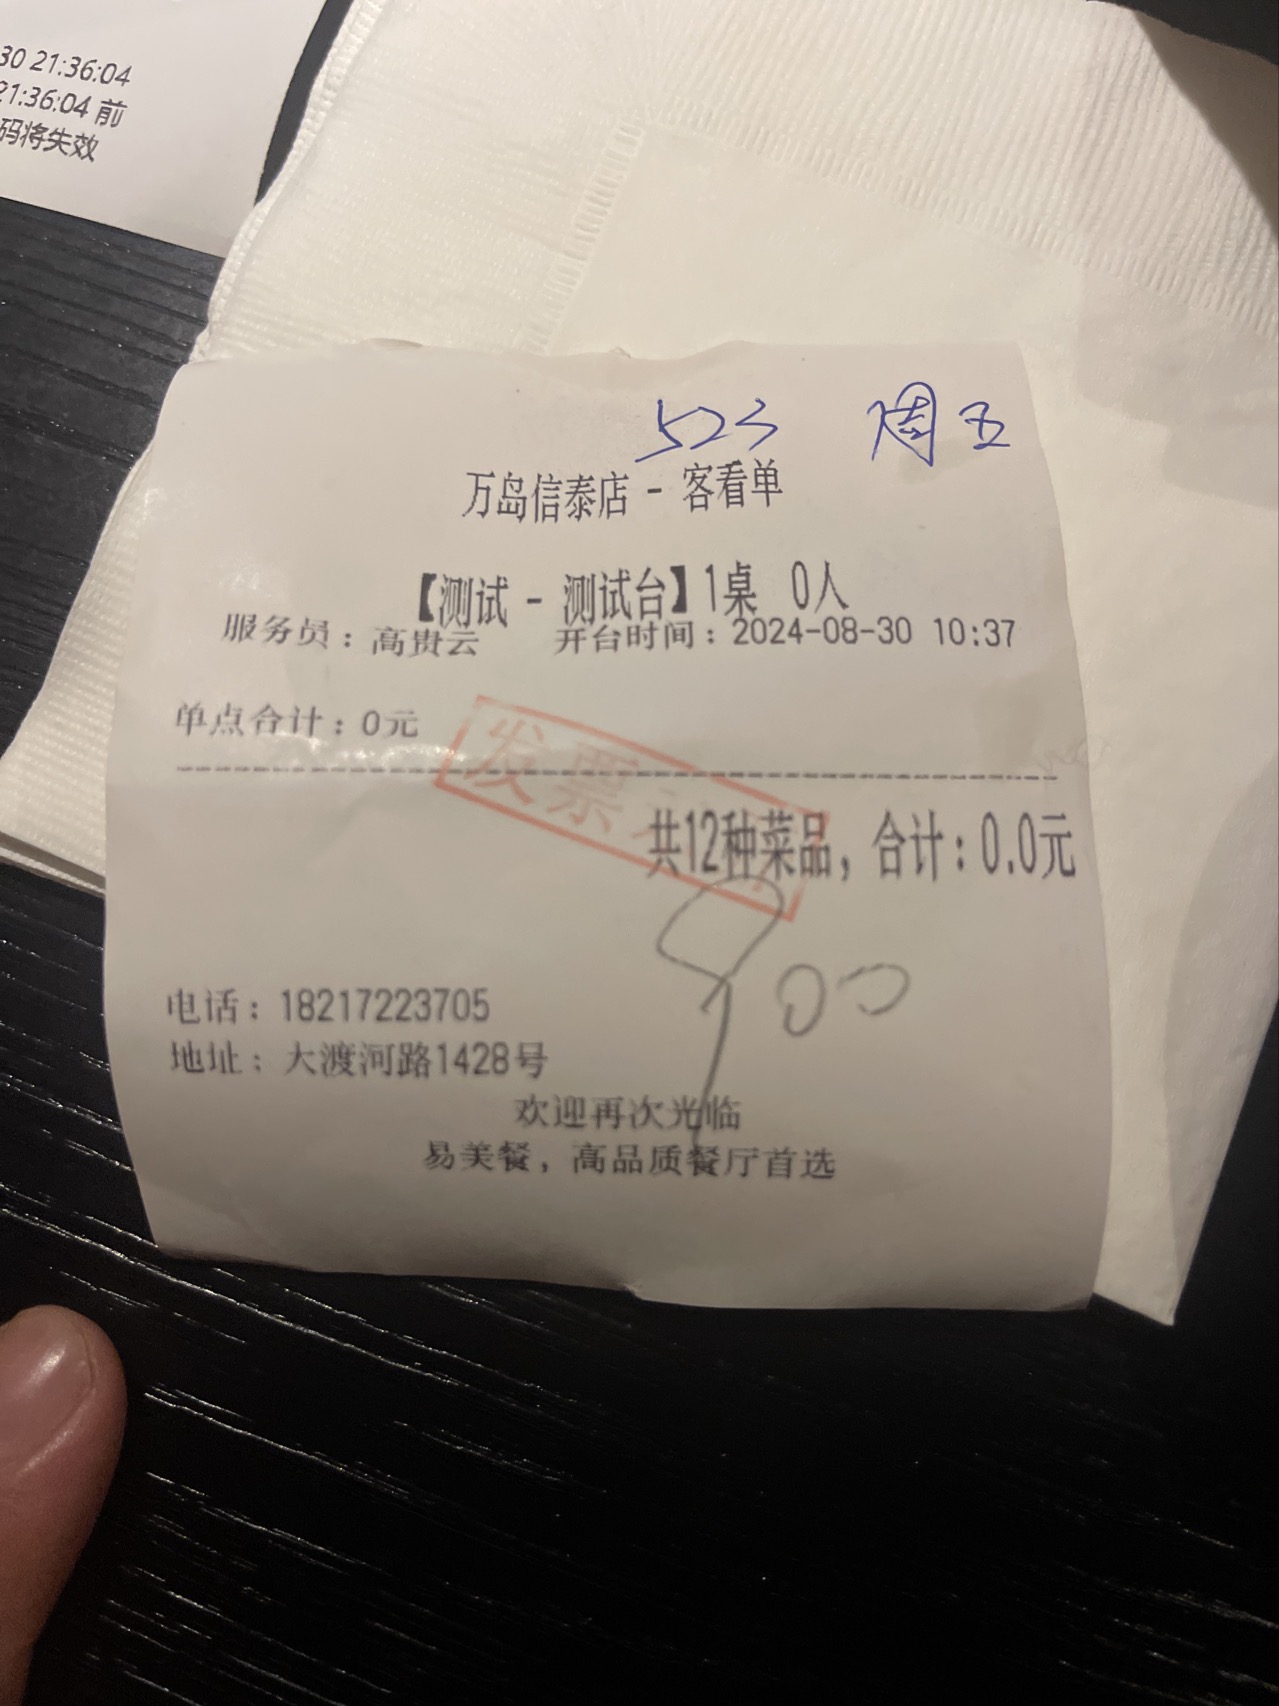 30 21:36:04
21:36:04 前
码将失效
523 周五
万岛信泰店 - 客看单
【测试 - 测试台】1桌 0人
服务员：高贵云 开台时间：2024-08-30 10:37
单点合计：0元
发票
共12种菜品，合计：0.0元
电话：18217223705
地址：大渡河路1428号
欢迎再次光临
易美餐，高品质餐厅首选